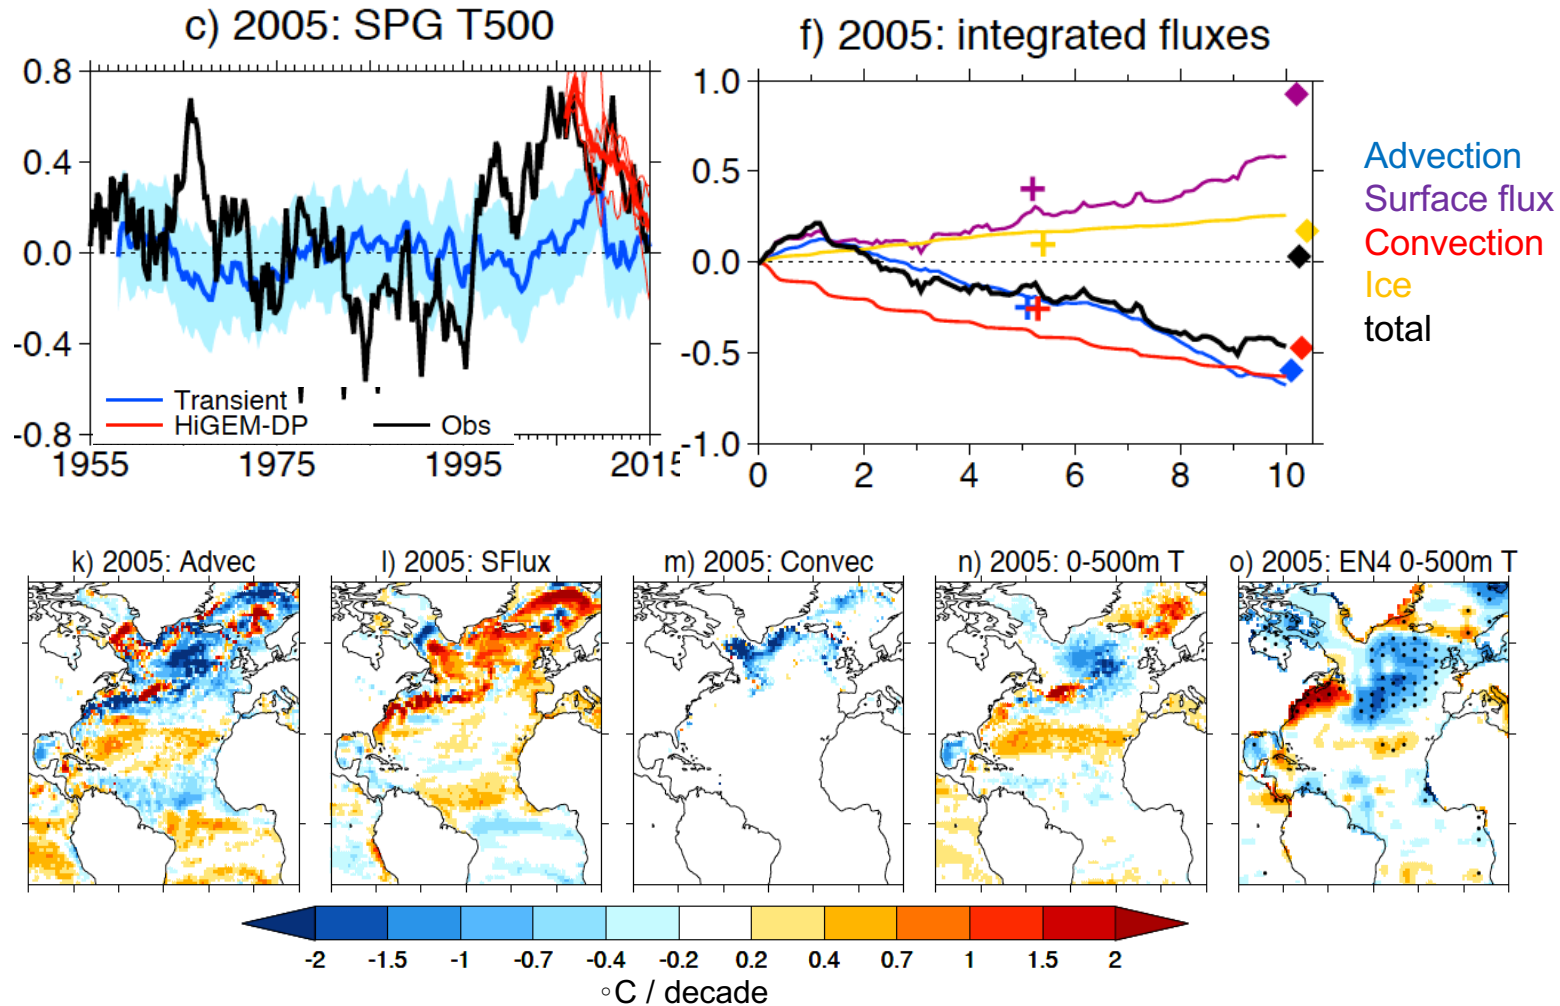 c) 2005: SPG T500
0.8
0.4
0.0
-0.4
-0.8
Transient
HiGEM-DP
Obs
1955 1975 1995 2015
f) 2005: integrated fluxes
1.0
0.5
0.0
-0.5
-1.0
0 2 4 6 8 10
Advection
Surface flux
Convection
Ice
total
k) 2005: Advec
l) 2005: SFlux
m) 2005: Convec
n) 2005: 0-500m T
o) 2005: EN4 0-500m T
-2 -1.5 -1 -0.7 -0.4 -0.2 0.2 0.4 0.7 1 1.5 2
°C / decade